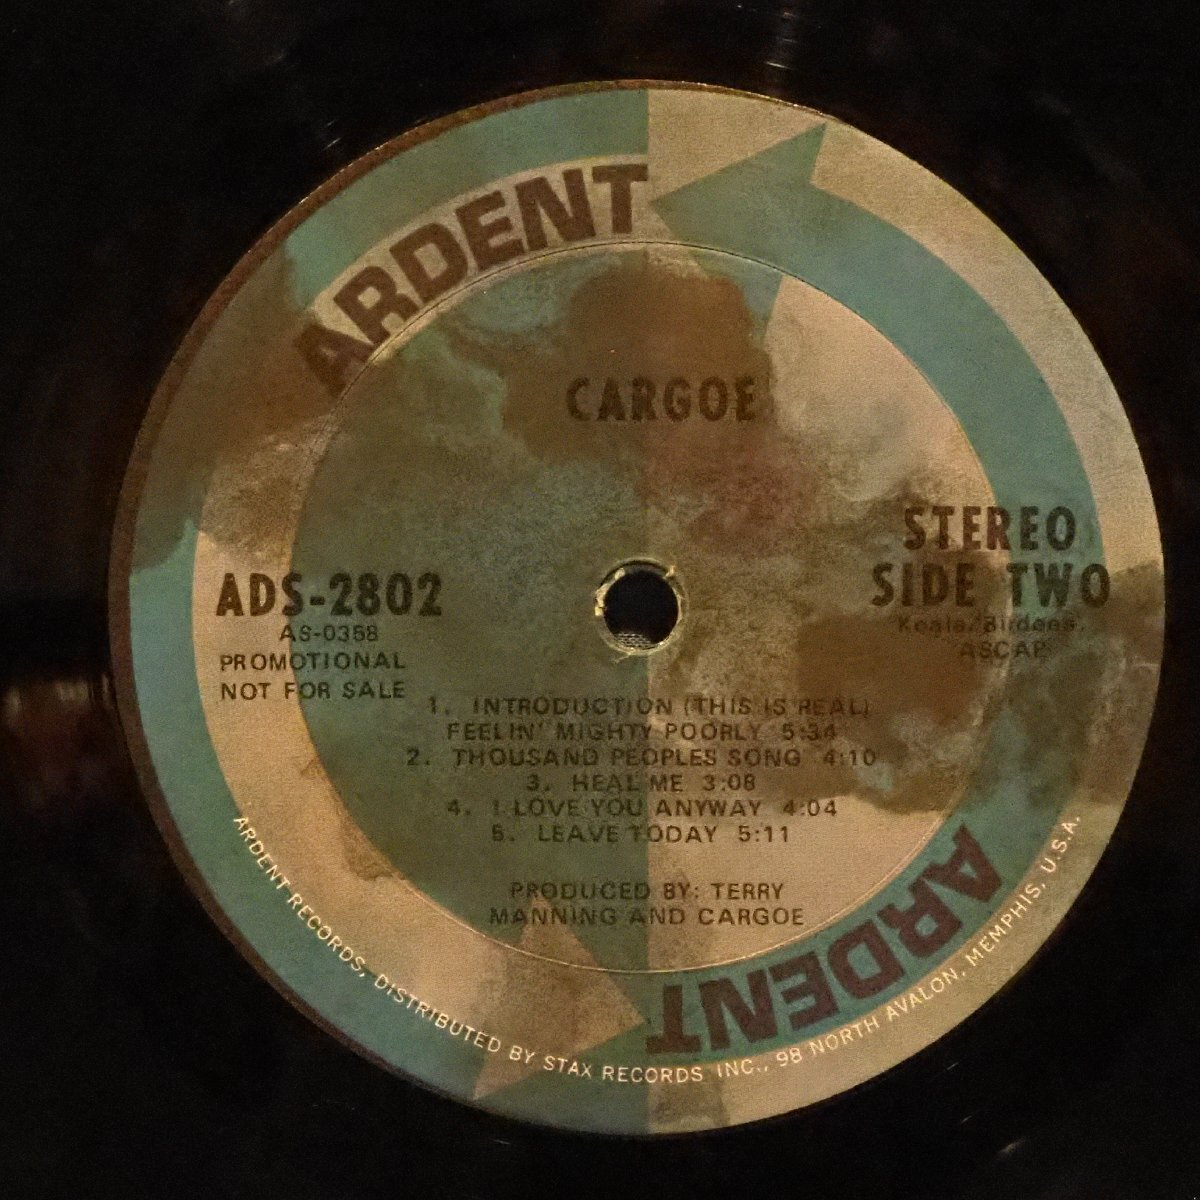 ARDENT
CARGOE
STEREO
SIDE TWO
ADS-2802
AS-0358
Keale/Birdens.
ASCAP
PROMOTIONAL
NOT FOR SALE
1. INTRODUCTION (THIS IS REAL)
FEELIN' MIGHTY POORLY 5:34
2. THOUSAND PEOPLES SONG 4:10
3. HEAL ME 3:08
4. I LOVE YOU ANYWAY 4:04
5. LEAVE TODAY 5:11
PRODUCED BY: TERRY
MANNING AND CARGOE
ARDENT
ARDENT RECORDS, DISTRIBUTED BY STAX RECORDS INC., 98 NORTH AVALON, MEMPHIS, U.S.A.